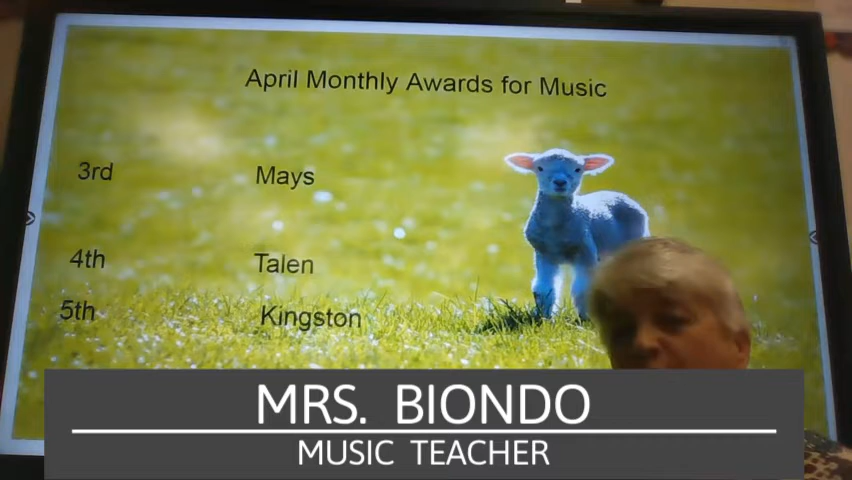 April Monthly Awards for Music
3rd Mays
4th Talen
5th Kingston
MRS. BIONDO
MUSIC TEACHER